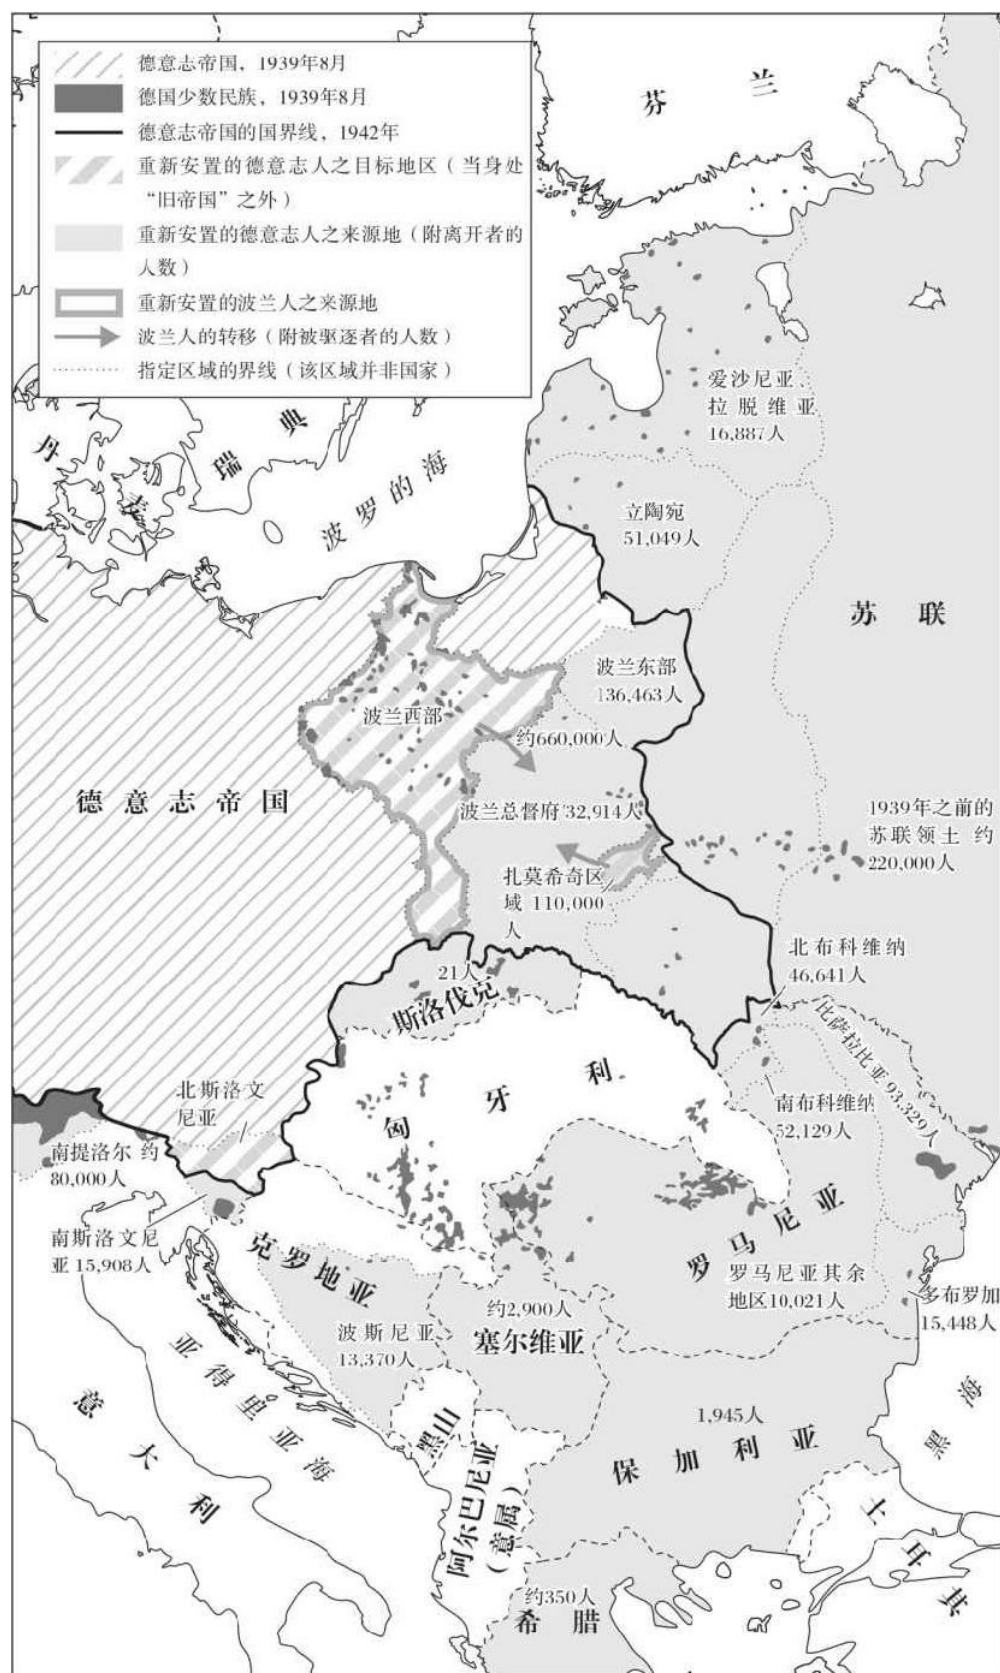 德意志帝国，1939年8月
德国少数民族，1939年8月
德意志帝国的国界线，1942年
重新安置的德意志人之目标地区（当身处
“旧帝国”之外）
重新安置的德意志人之来源地（附离开者的
人数）
重新安置的波兰人之来源地
波兰人的转移（附被驱逐者的人数）
指定区域的界线（该区域并非国家）
芬兰
爱沙尼亚、
拉脱维亚
16,887人
丹麦
瑞典
波罗的海
立陶宛
51,049人
苏联
波兰东部
136,463人
波兰西部
约660,000人
德意志帝国
波兰总督府 32,914人
1939年之前的
苏联领土 约
220,000人
扎莫希奇区
域 110,000
人
北布科维纳
46,641人
21人
斯洛伐克
比萨拉比亚 93,329人
匈牙利
北斯洛文
尼亚
南布科维纳
52,129人
南提洛尔 约
80,000人
南斯洛文尼
亚 15,908人
克罗地亚
罗马尼亚
罗马尼亚其余
地区10,021人
多布罗加
15,448人
约2,900人
塞尔维亚
波斯尼亚
13,370人
亚得里亚海
意大利
黑山
1,945人
保加利亚
黑海
阿尔巴尼亚
（意属）
土耳其
约350人
希腊